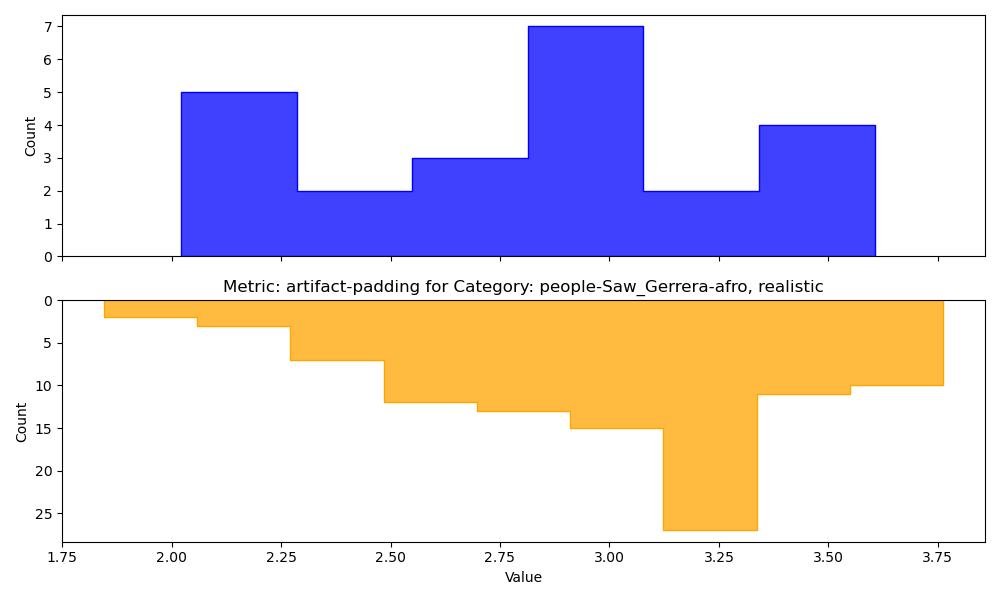 7
6
5
4
3
2
1
0
Count
Metric: artifact-padding for Category: people-Saw_Gerrera-afro, realistic
0
5
10
15
20
25
Count
1.75 2.00 2.25 2.50 2.75 3.00 3.25 3.50 3.75
Value